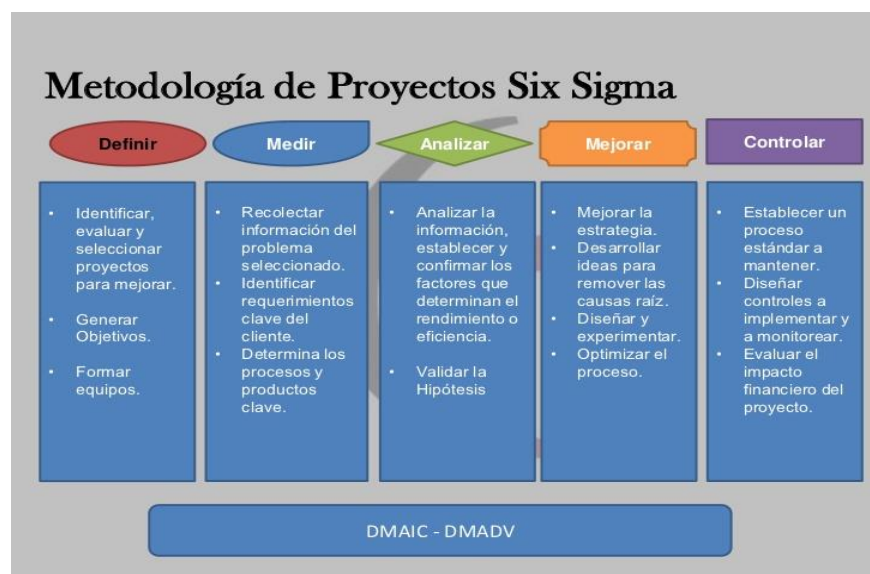 Metodología de Proyectos Six Sigma
Definir
Medir
Analizar
Mejorar
Controlar
• Identificar,
evaluar y
seleccionar
proyectos
para mejorar.
• Generar
Objetivos.
• Formar
equipos.
• Recolectar
información del
problema
seleccionado.
• Identificar
requerimientos
clave del
cliente.
• Determina los
procesos y
productos
clave.
• Analizar la
información,
establecer y
confirmar los
factores que
determinan el
rendimiento o
eficiencia.
• Validar la
Hipótesis
• Mejorar la
estrategia.
• Desarrollar
ideas para
remover las
causas raíz.
• Diseñar y
experimentar.
• Optimizar el
proceso.
• Establecer un
proceso
estándar a
mantener.
• Diseñar
controles a
implementar y
a monitorear.
• Evaluar el
impacto
financiero del
proyecto.
DMAIC - DMADV